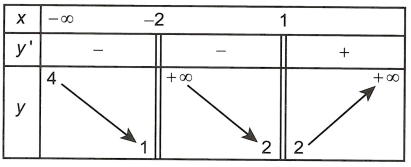 x −∞ −2 1
y' − − +
4 +∞ +∞
y
1 2 2